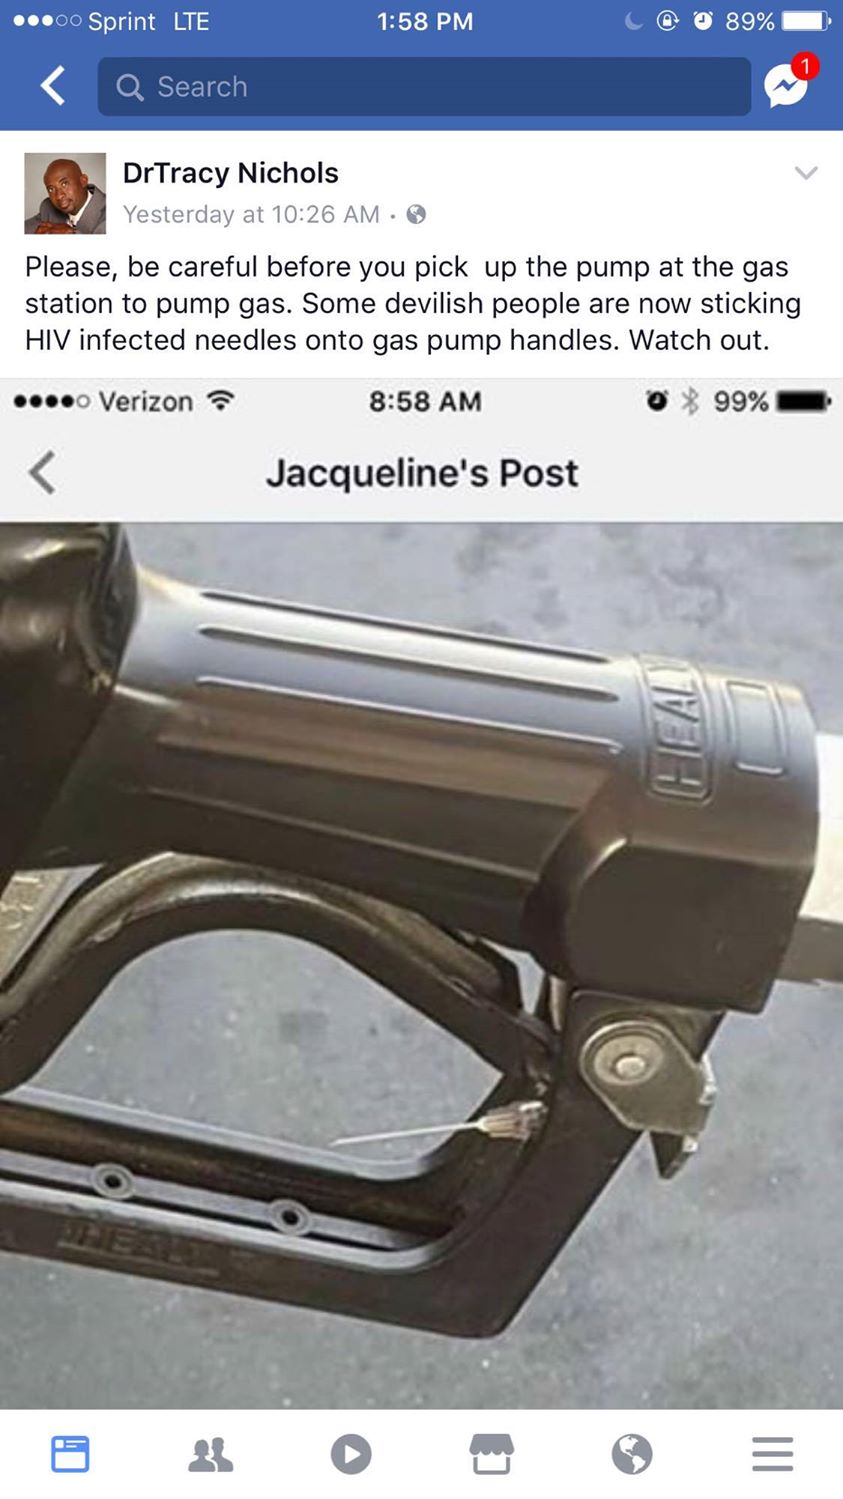 Sprint LTE 1:58 PM 89%
Search 1
DrTracy Nichols
Yesterday at 10:26 AM ·
Please, be careful before you pick up the pump at the gas
station to pump gas. Some devilish people are now sticking
HIV infected needles onto gas pump handles. Watch out.
Verizon 8:58 AM 99%
Jacqueline's Post